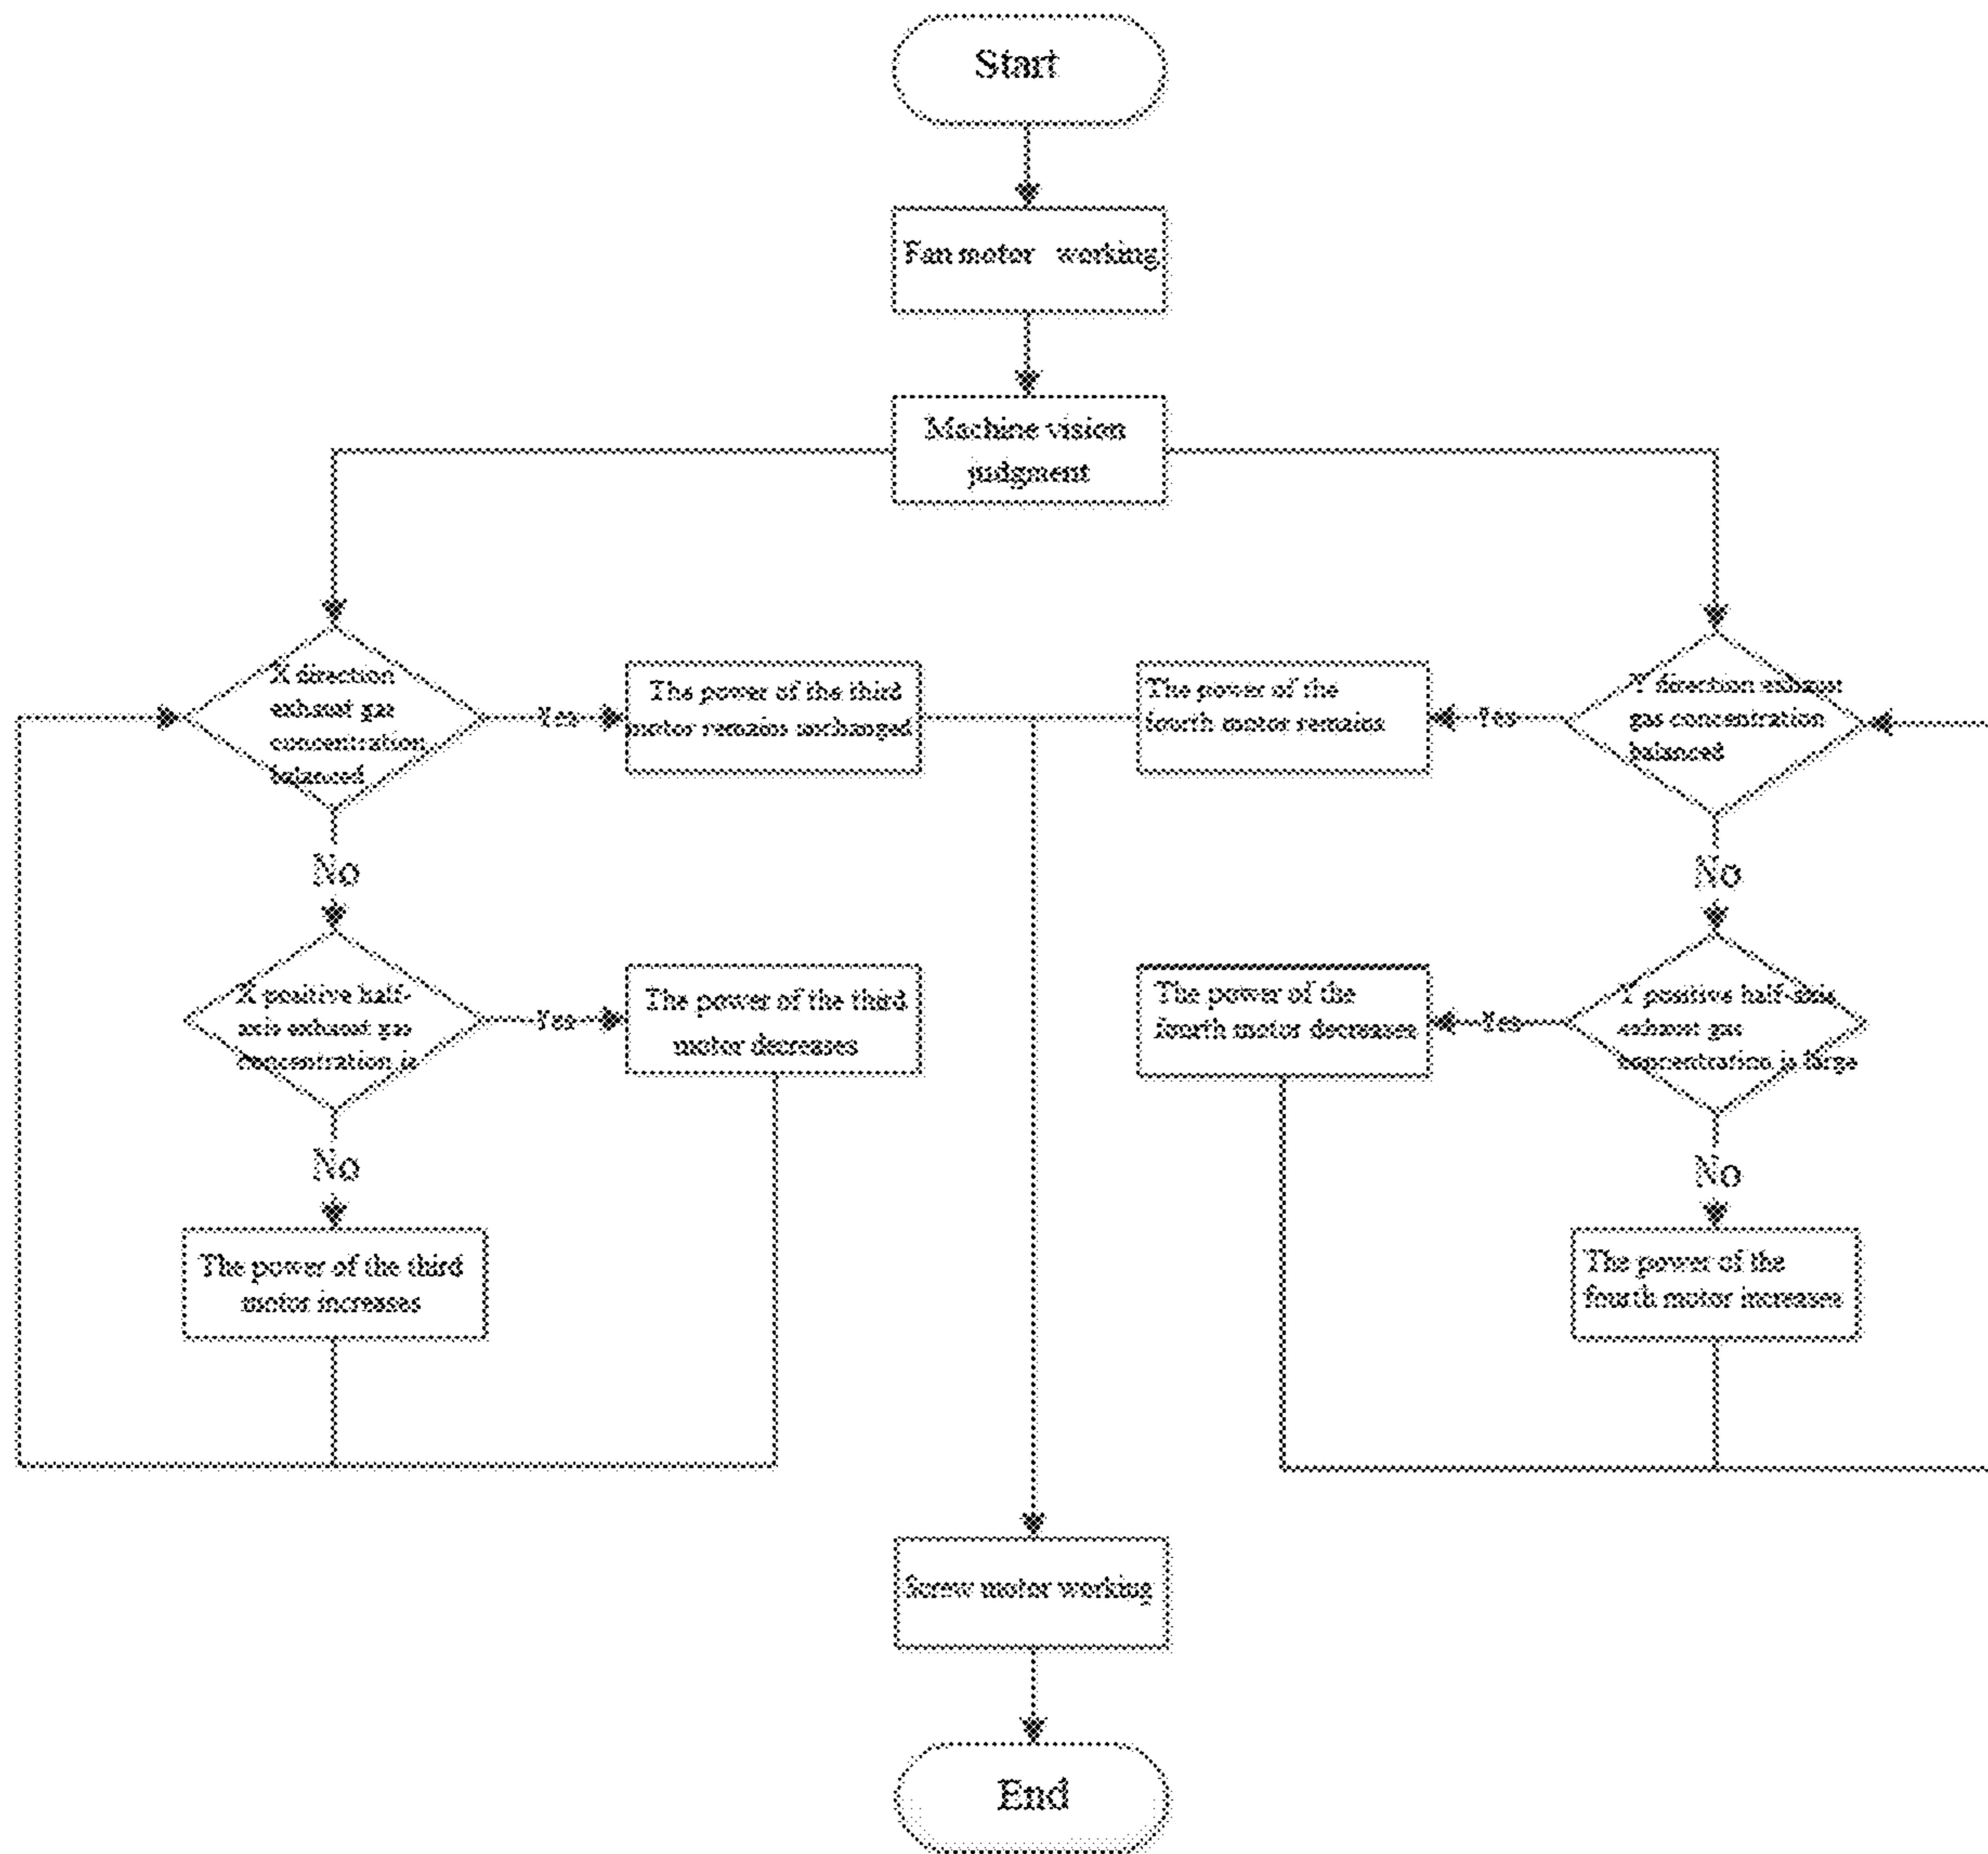 Start
Fan motor working
Machine vision
judgment
X direction
exhaust gas
concentration
balanced
Yes
The power of the third
motor remains unchanged
The power of the
fourth motor remains
Yes
Y direction exhaust
gas concentration
balanced
No
No
X positive half-
axis exhaust gas
concentration is
Yes
The power of the third
motor decreases
The power of the
fourth motor decreases
Yes
Y positive half-axis
exhaust gas
concentration is large
No
No
The power of the third
motor increases
The power of the
fourth motor increases
Screw motor working
End